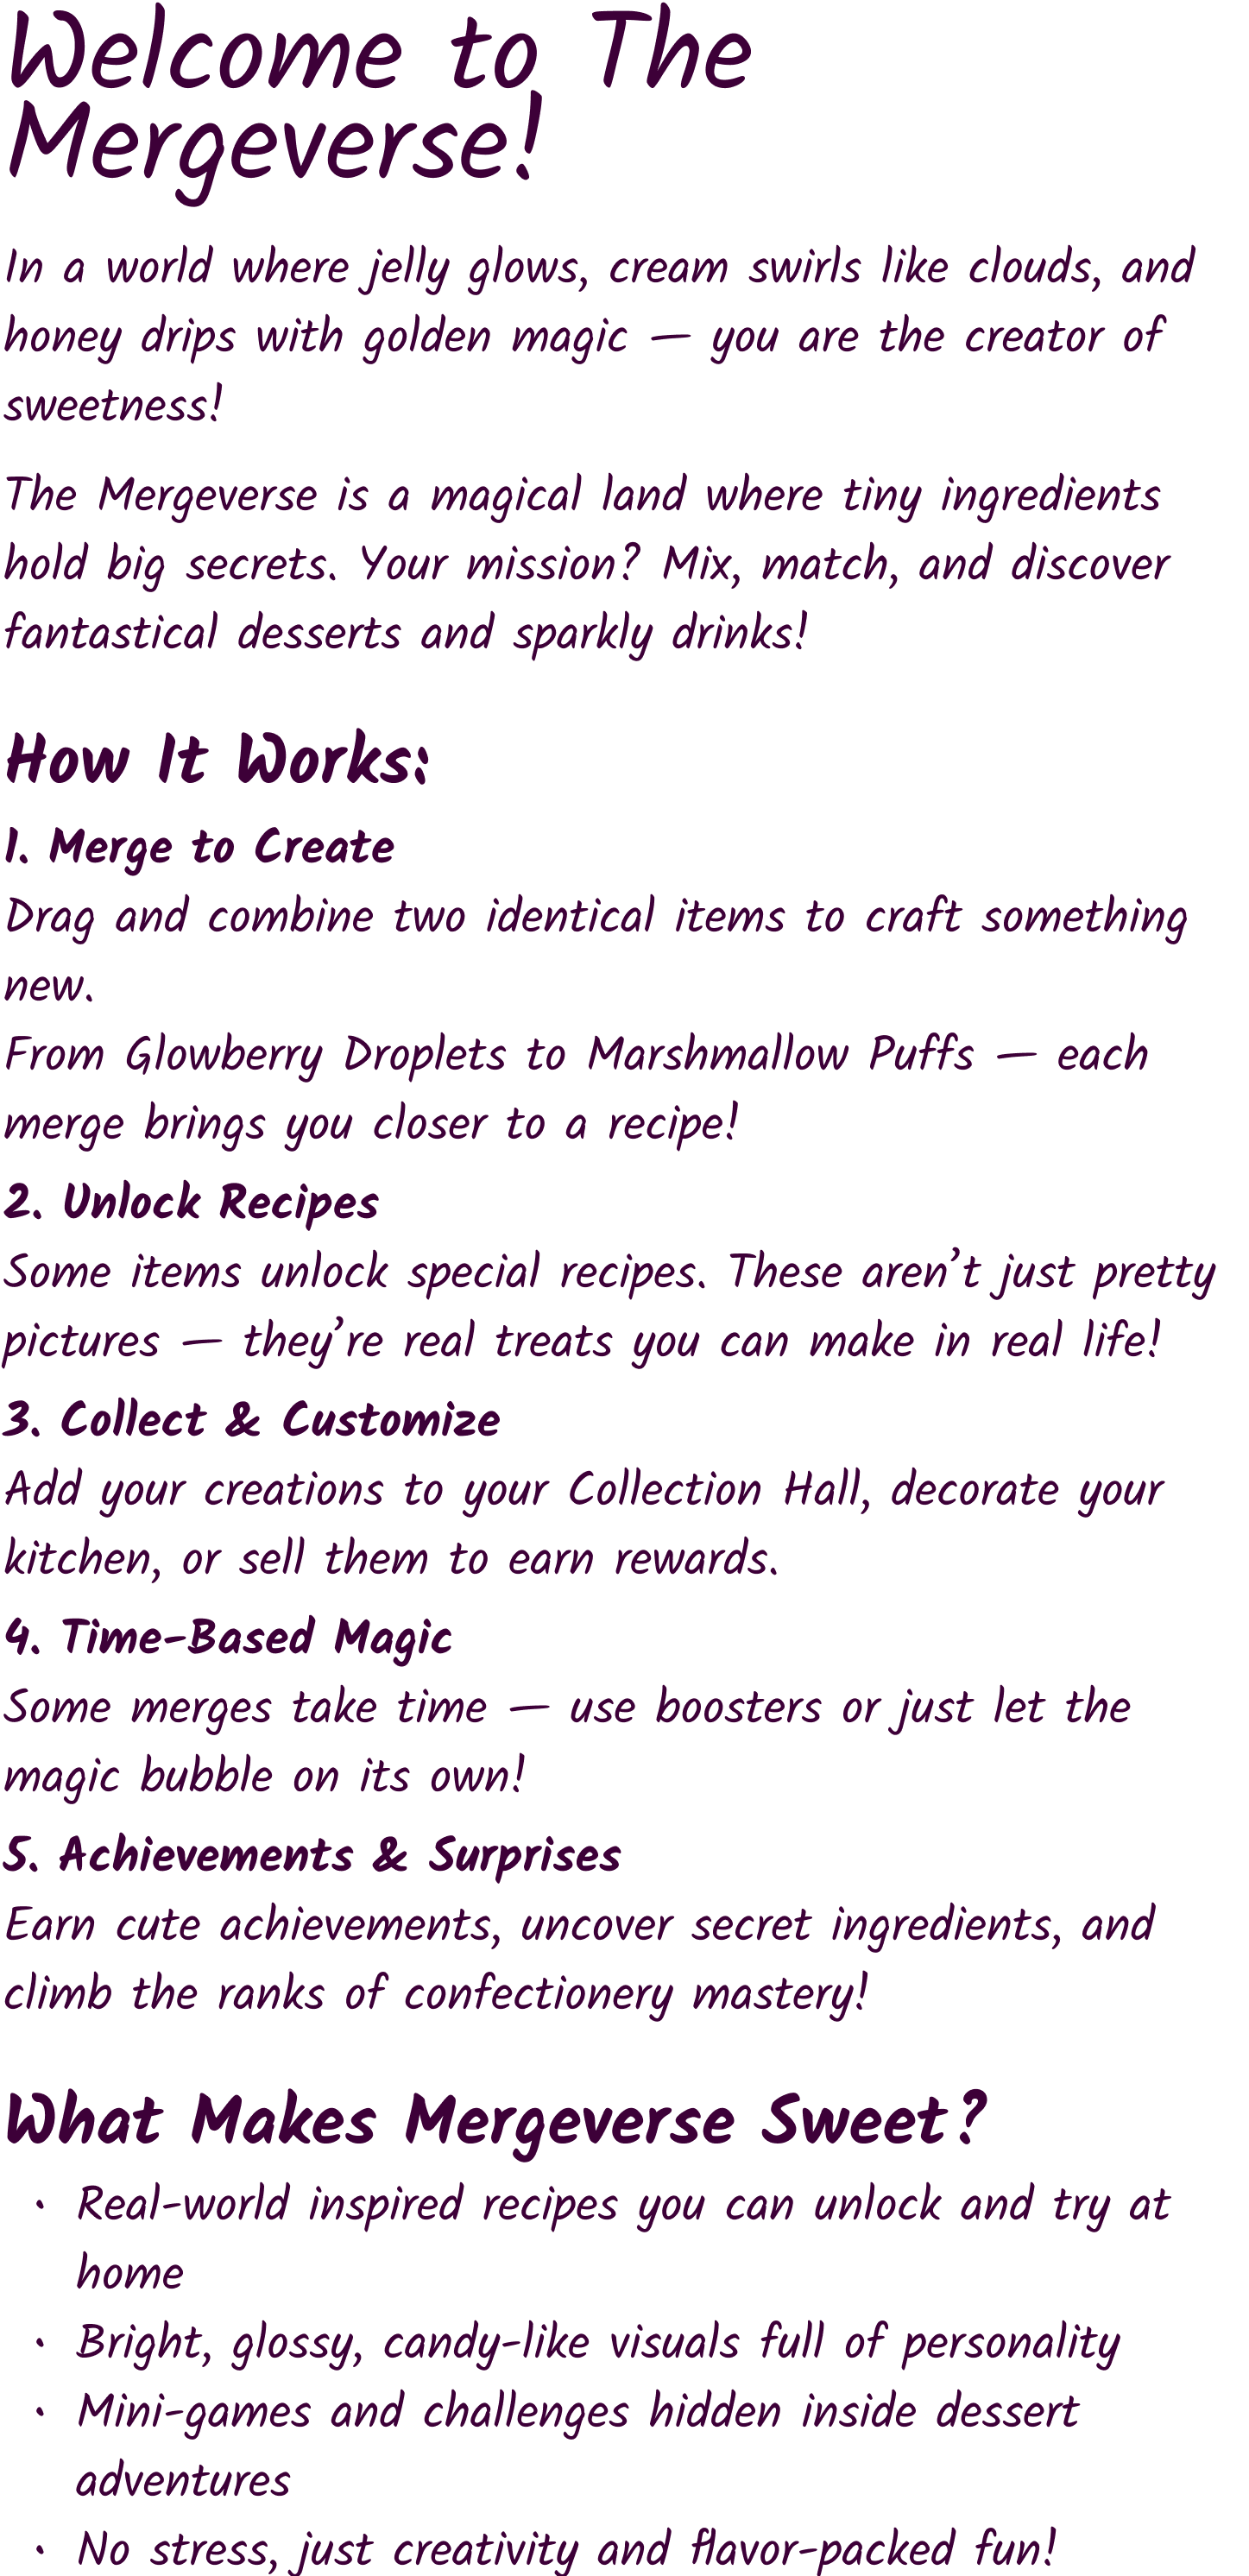 Welcome to The
Mergeverse!
In a world where jelly glows, cream swirls like clouds, and
honey drips with golden magic — you are the creator of
sweetness!
The Mergeverse is a magical land where tiny ingredients
hold big secrets. Your mission? Mix, match, and discover
fantastical desserts and sparkly drinks!
How It Works:
1. Merge to Create
Drag and combine two identical items to craft something
new.
From Glowberry Droplets to Marshmallow Puffs — each
merge brings you closer to a recipe!
2. Unlock Recipes
Some items unlock special recipes. These aren’t just pretty
pictures — they’re real treats you can make in real life!
3. Collect & Customize
Add your creations to your Collection Hall, decorate your
kitchen, or sell them to earn rewards.
4. Time-Based Magic
Some merges take time — use boosters or just let the
magic bubble on its own!
5. Achievements & Surprises
Earn cute achievements, uncover secret ingredients, and
climb the ranks of confectionery mastery!
What Makes Mergeverse Sweet?
• Real-world inspired recipes you can unlock and try at
home
• Bright, glossy, candy-like visuals full of personality
• Mini-games and challenges hidden inside dessert
adventures
• No stress, just creativity and flavor-packed fun!